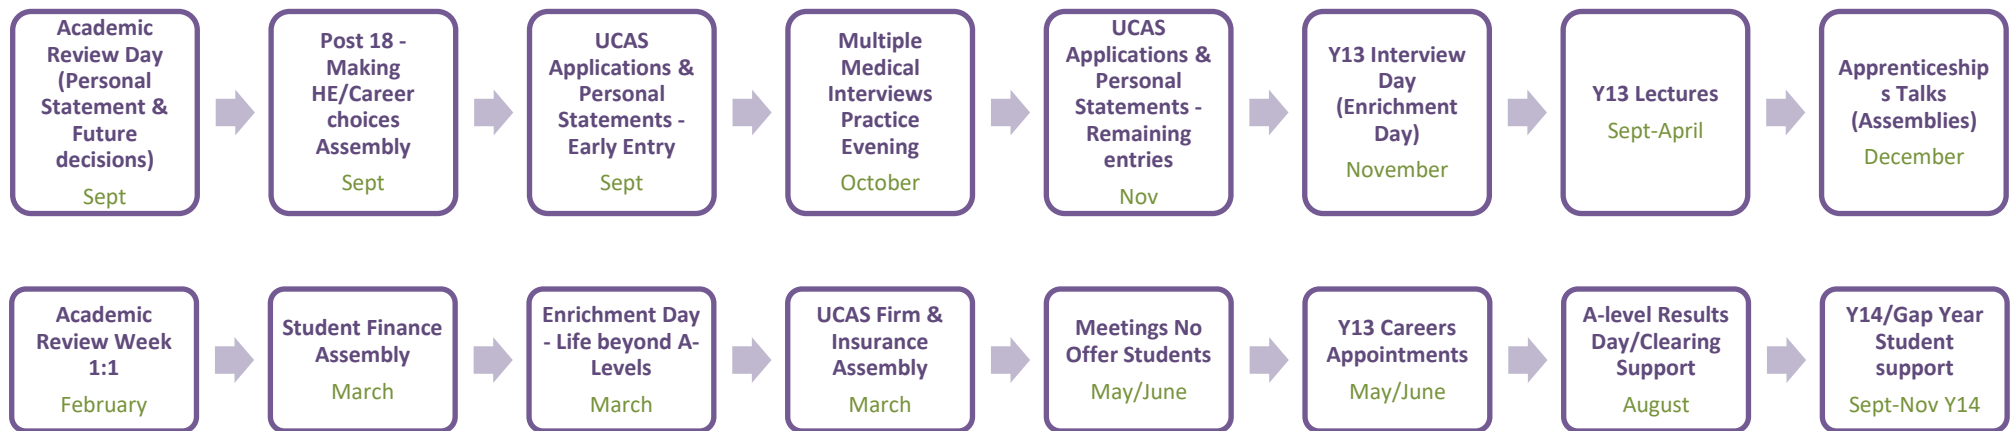 Academic
Review Day
(Personal
Statement &
Future
decisions)
Sept
Post 18 -
Making
HE/Career
choices
Assembly
Sept
UCAS
Applications &
Personal
Statements -
Early Entry
Sept
Multiple
Medical
Interviews
Practice
Evening
October
UCAS
Applications &
Personal
Statements -
Remaining
entries
Nov
Y13 Interview
Day
(Enrichment
Day)
November
Y13 Lectures
Sept-April
Apprenticeship
s Talks
(Assemblies)
December
Academic
Review Week
1:1
February
Student Finance
Assembly
March
Enrichment Day
- Life beyond A-
Levels
March
UCAS Firm &
Insurance
Assembly
March
Meetings No
Offer Students
May/June
Y13 Careers
Appointments
May/June
A-level Results
Day/Clearing
Support
August
Y14/Gap Year
Student
support
Sept-Nov Y14